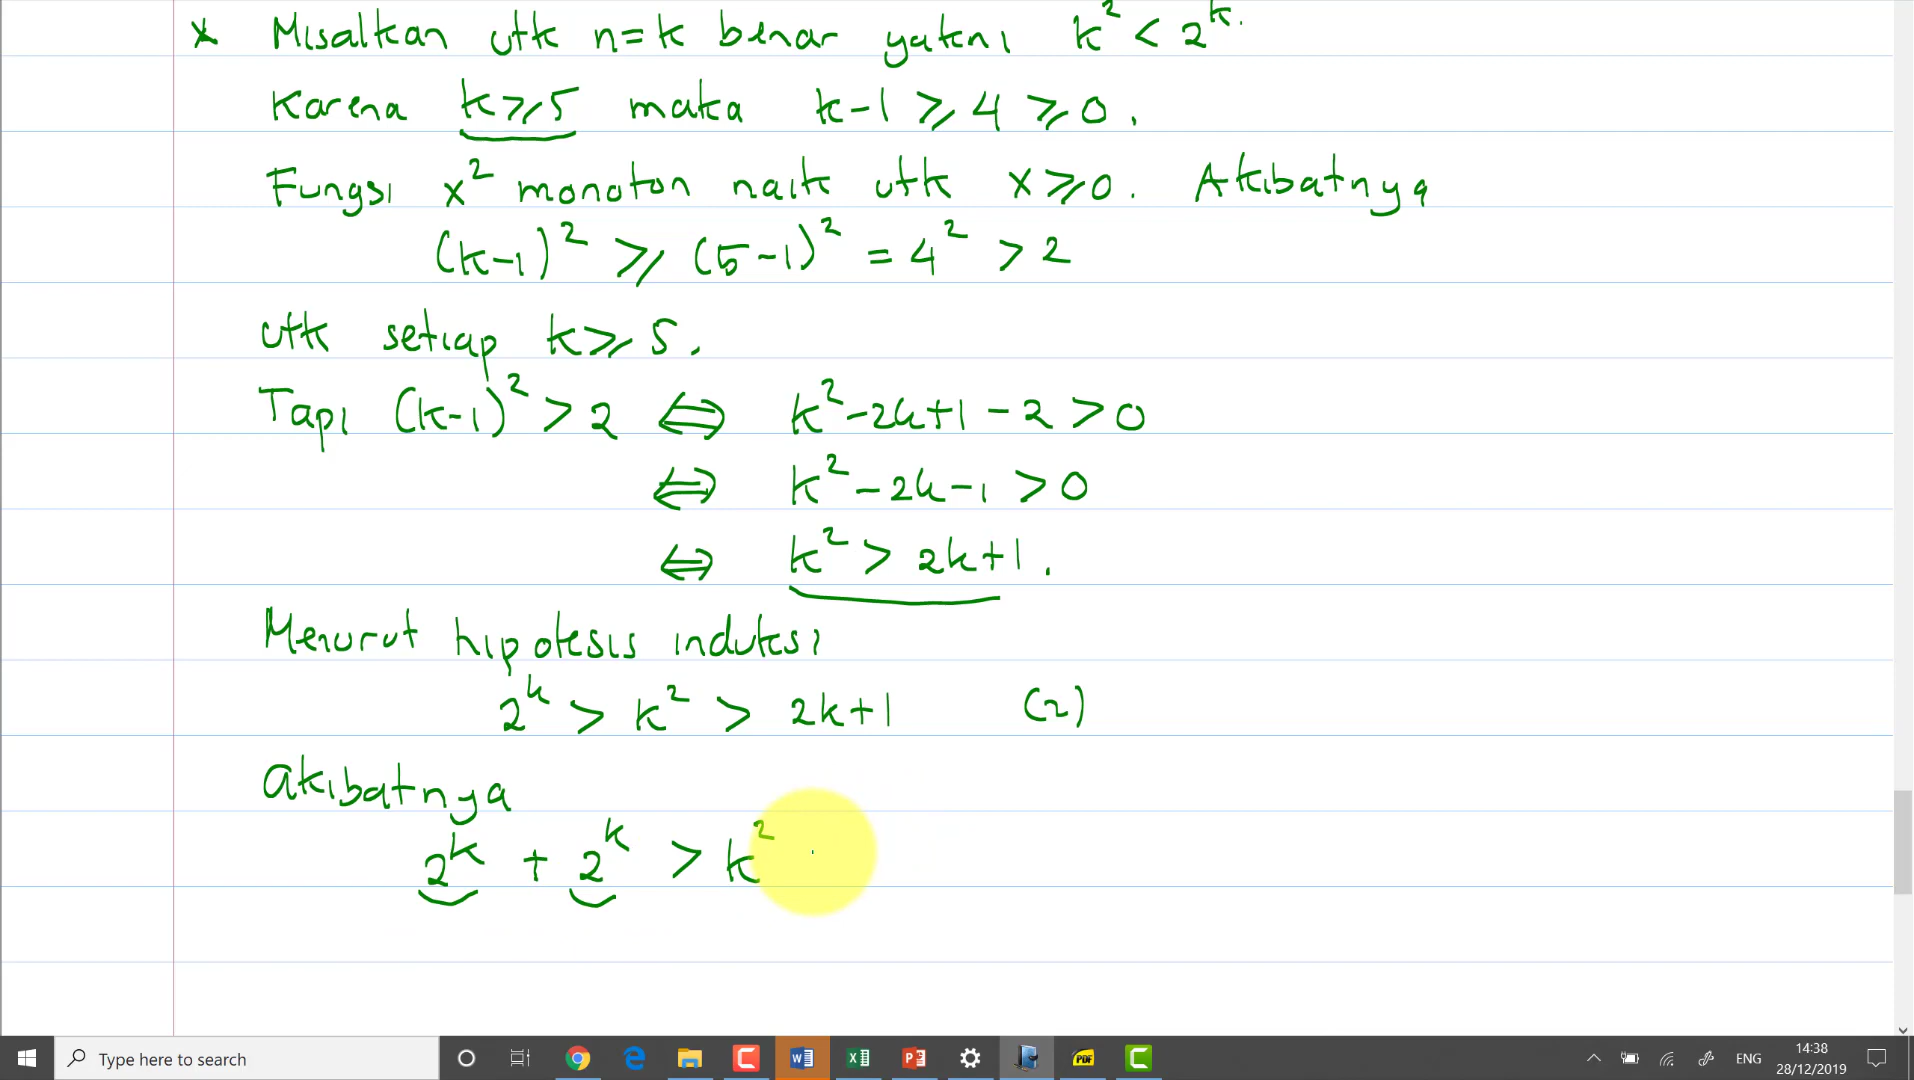 * Misalkan utk n=k benar yakni k² < 2ᵏ.
Karena k⩾5 maka k-1 ⩾ 4 ⩾ 0.
Fungsi x² monoton naik utk x⩾0. Akibatnya
(k-1)² ⩾ (5-1)² = 4² > 2
utk setiap k⩾5.
Tapi (k-1)² > 2 ⇔ k²-2k+1-2 > 0
⇔ k²-2k-1 > 0
⇔ k² > 2k+1.
Menurut hipotesis induksi
2ᵏ > k² > 2k+1 (2)
akibatnya
2ᵏ + 2ᵏ > k²
Type here to search
ENG
14:38
28/12/2019
PDF